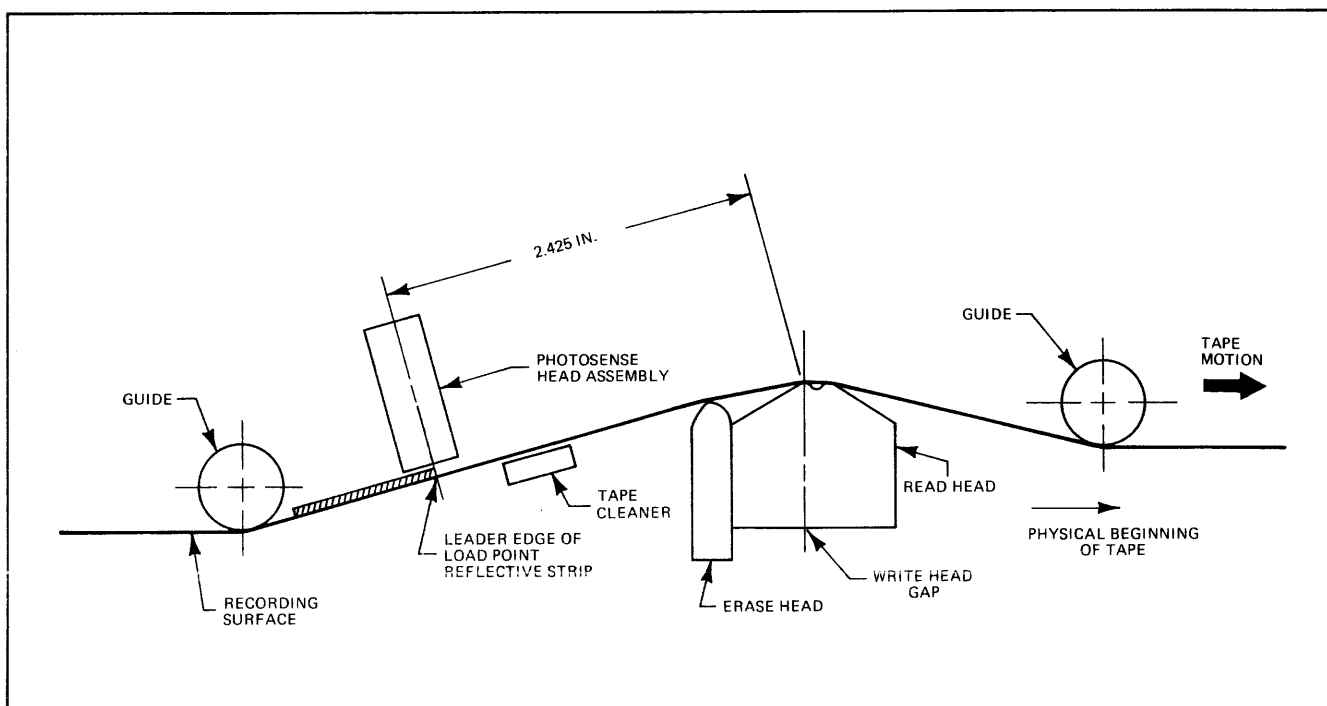 2.425 IN.
GUIDE
TAPE
MOTION
PHOTOSENSE
HEAD ASSEMBLY
GUIDE
READ HEAD
TAPE
CLEANER
PHYSICAL BEGINNING
OF TAPE
LEADER EDGE OF
LOAD POINT
REFLECTIVE STRIP
WRITE HEAD
GAP
RECORDING
SURFACE
ERASE HEAD